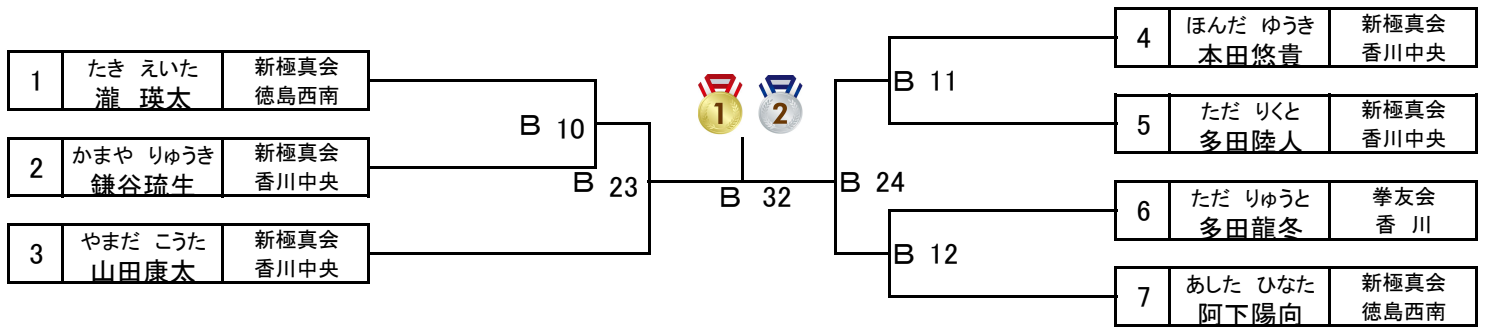 1
たき えいた
瀧 瑛太
新極真会
徳島西南
2
かまや りゅうき
鎌谷琉生
新極真会
香川中央
3
やまだ こうた
山田康太
新極真会
香川中央
B 10
B 23
1
2
B 32
B 24
B 11
B 12
4
ほんだ ゆうき
本田悠貴
新極真会
香川中央
5
ただ りくと
多田陸人
新極真会
香川中央
6
ただ りゅうと
多田龍冬
拳友会
香 川
7
あした ひなた
阿下陽向
新極真会
徳島西南